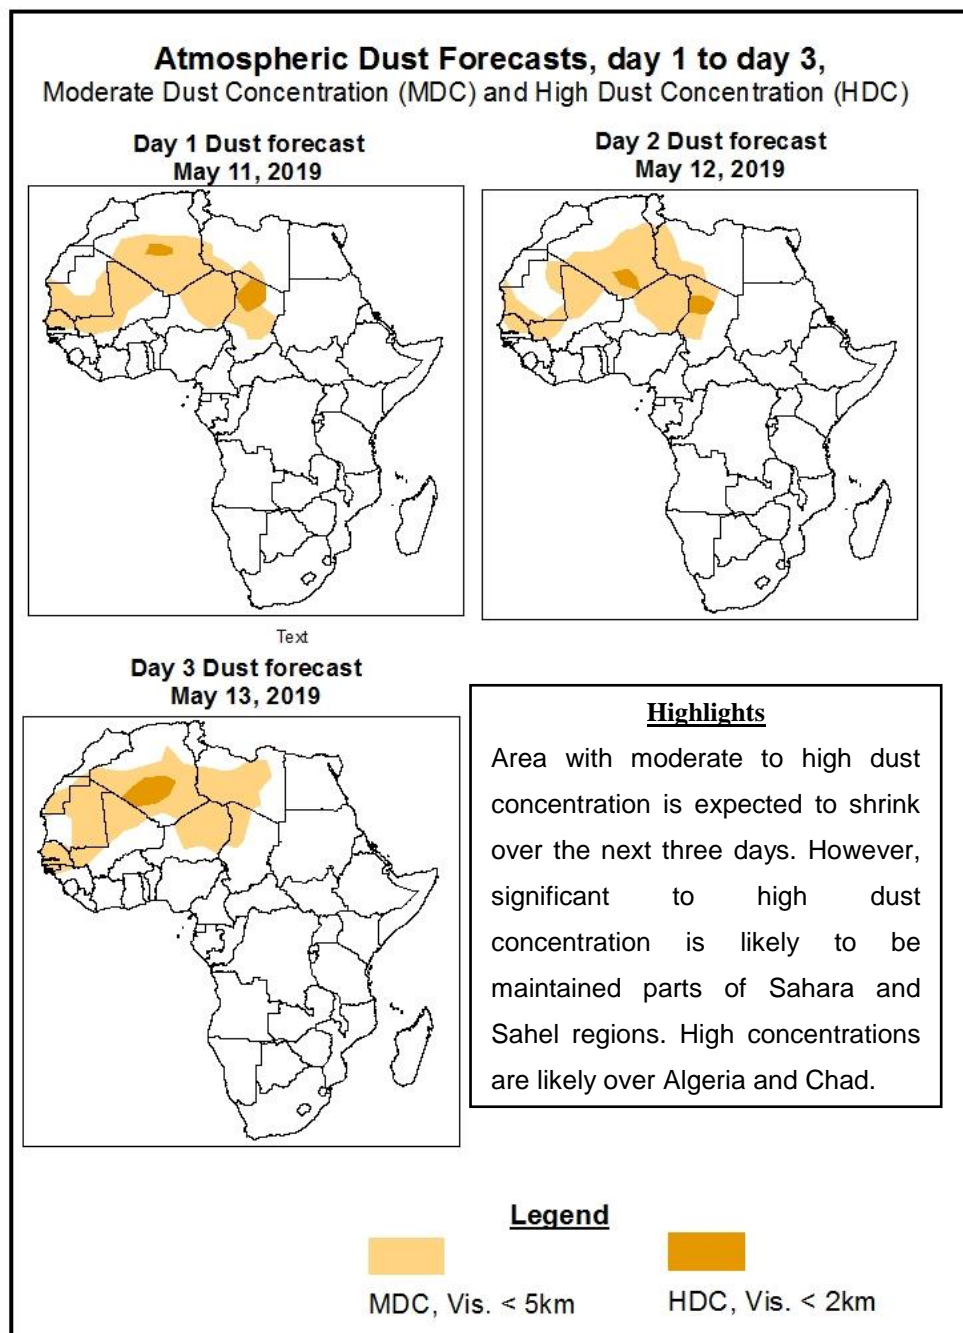 Atmospheric Dust Forecasts, day 1 to day 3,
Moderate Dust Concentration (MDC) and High Dust Concentration (HDC)
Day 1 Dust forecast
May 11, 2019
Day 2 Dust forecast
May 12, 2019
Text
Day 3 Dust forecast
May 13, 2019
Highlights
Area with moderate to high dust
concentration is expected to shrink
over the next three days. However,
significant to high dust
concentration is likely to be
maintained parts of Sahara and
Sahel regions. High concentrations
are likely over Algeria and Chad.
Legend
MDC, Vis. < 5km
HDC, Vis. < 2km